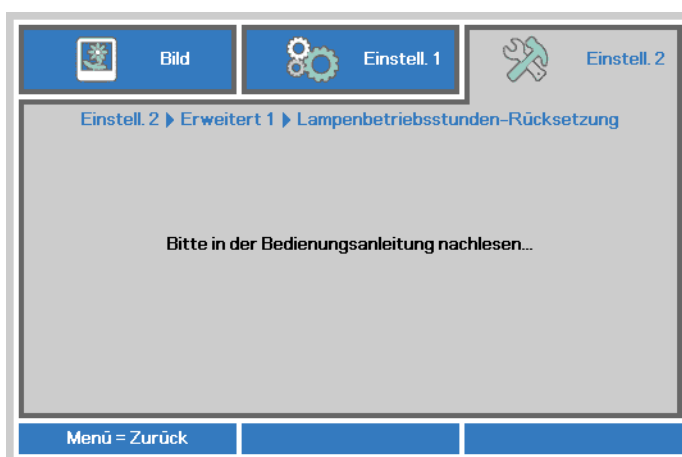 Bild
Einstell. 1
Einstell. 2
Einstell. 2 ▶ Erweitert 1 ▶ Lampenbetriebsstunden-Rücksetzung
Bitte in der Bedienungsanleitung nachlesen...
Menü = Zurück